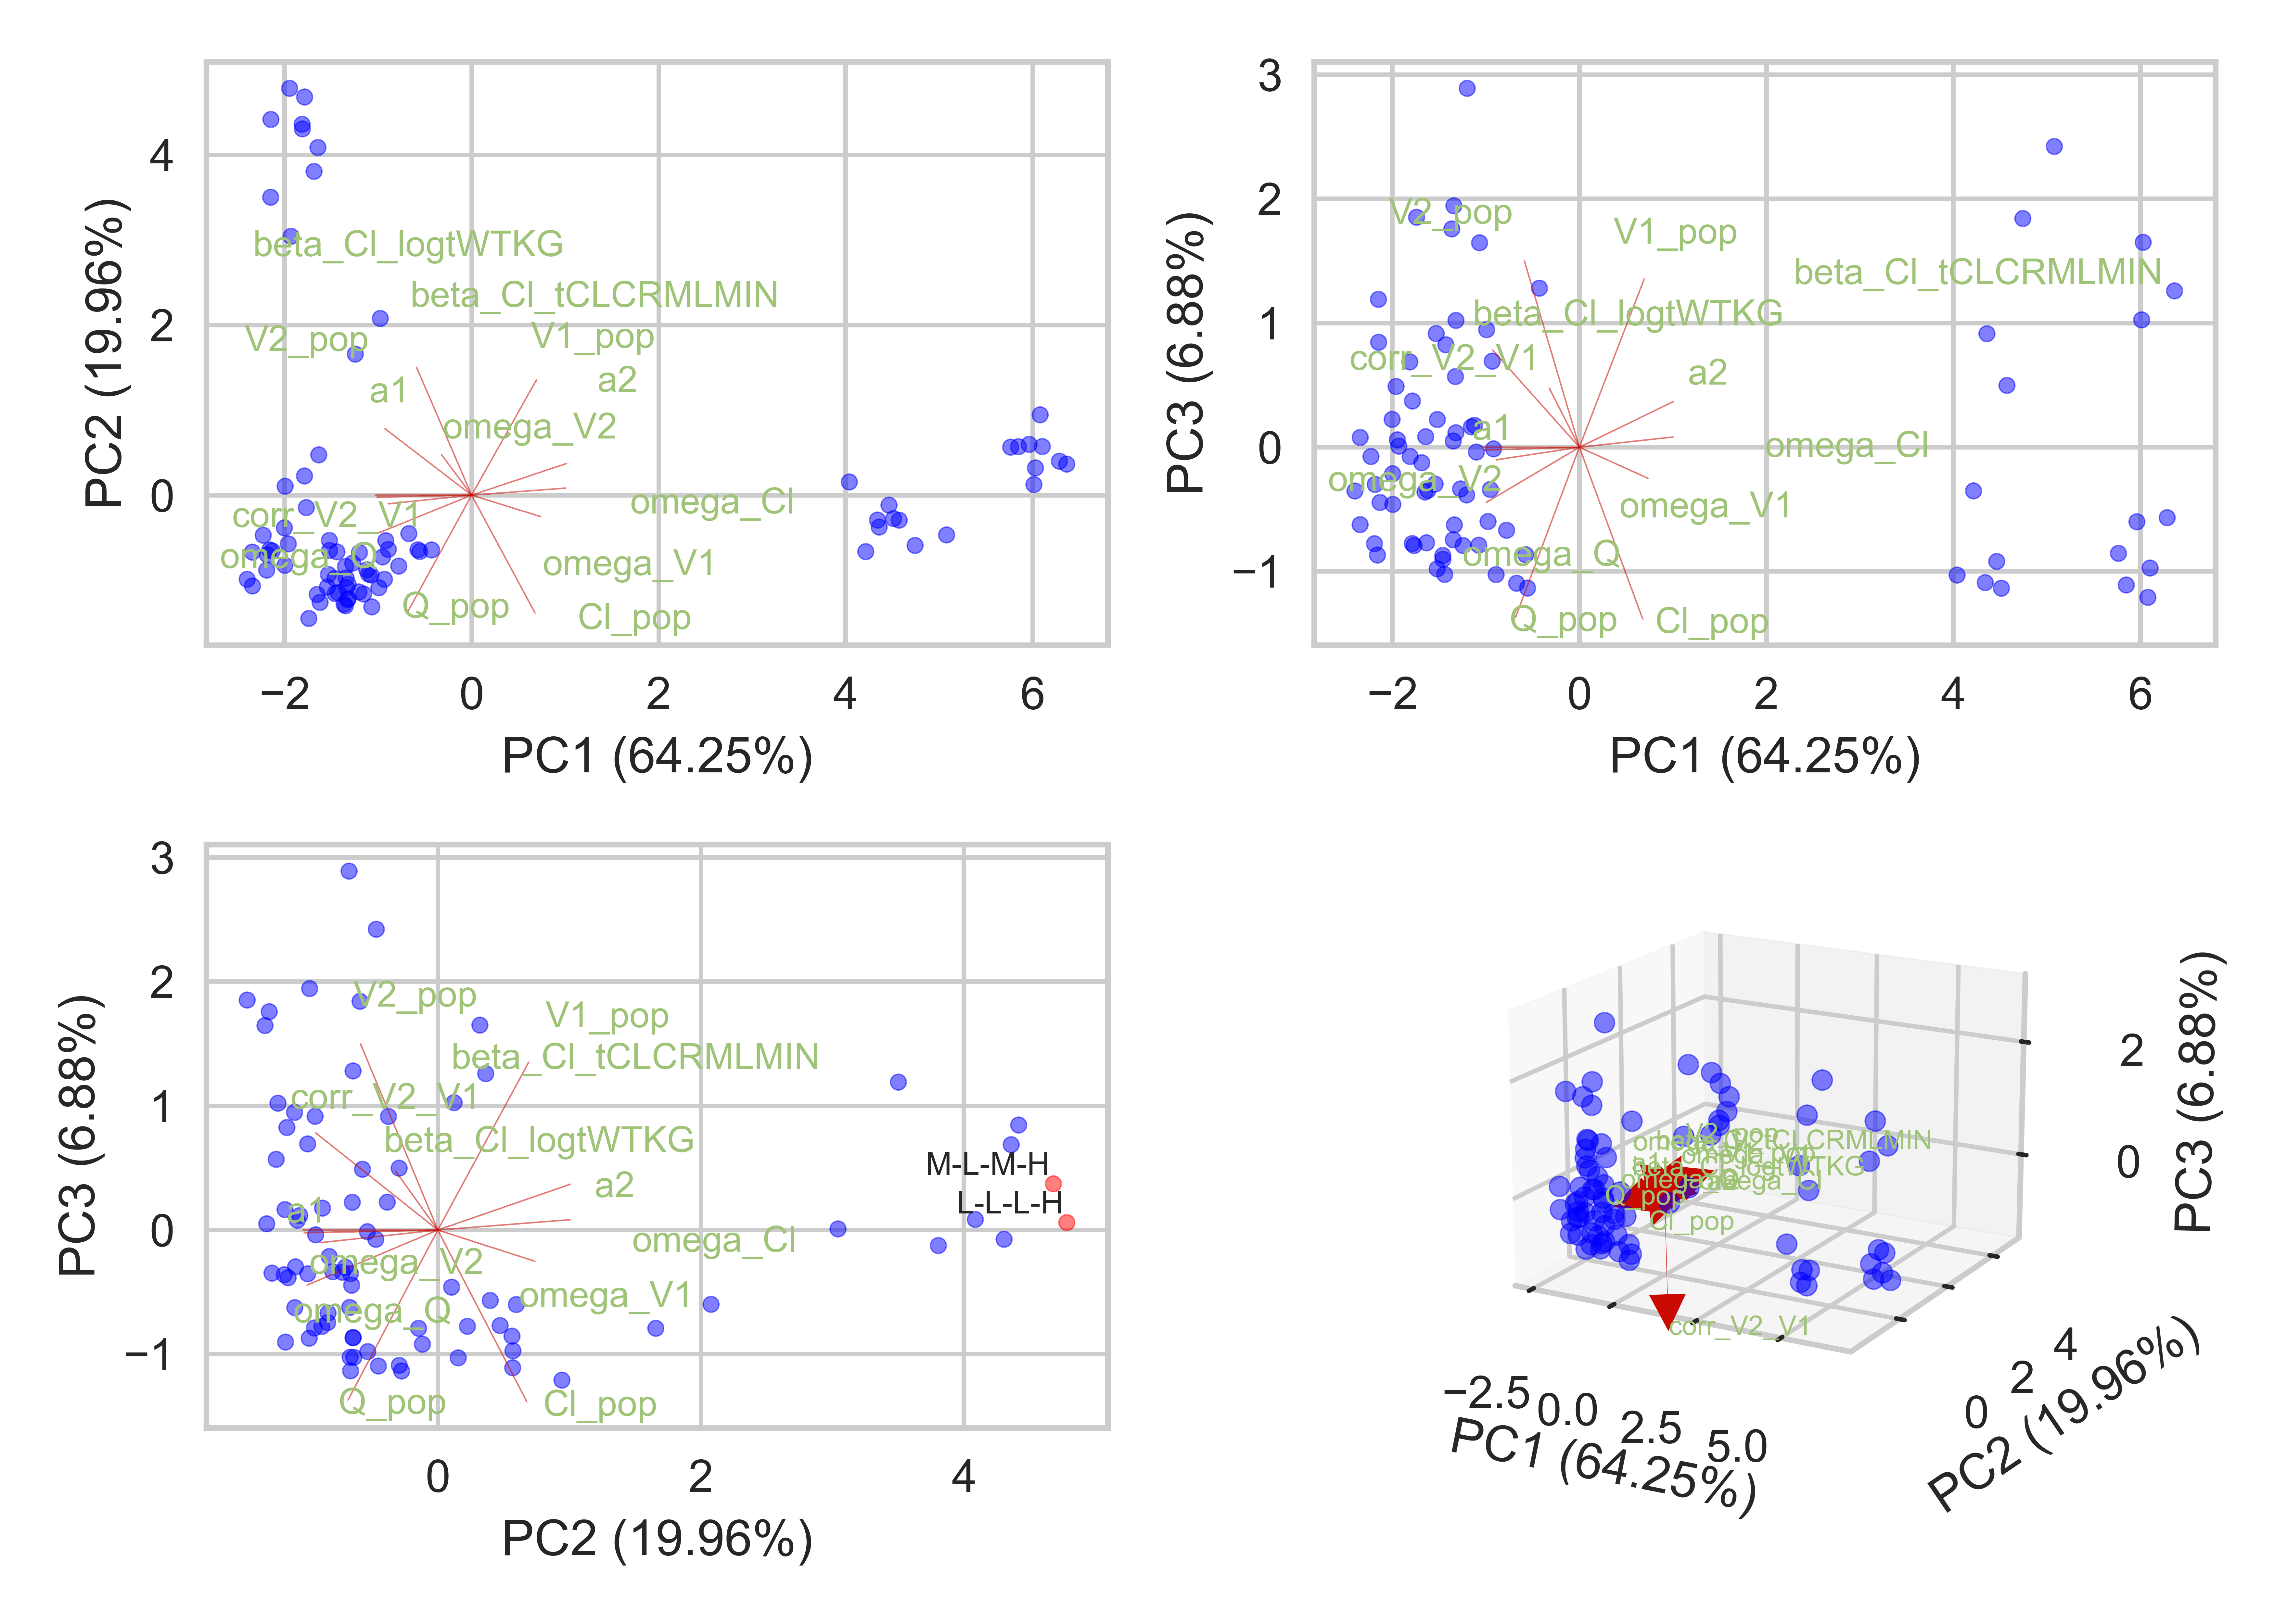 4
2
0
PC2 (19.96%)
beta_Cl_logtWTKG
beta_Cl_tCLCRMLMIN
V2_pop
V1_pop
a1
a2
omega_V2
corr_V2_V1
omega_Cl
omega_Q
omega_V1
Q_pop
Cl_pop
−2
0
2
4
6
PC1 (64.25%)
3
2
1
0
−1
PC3 (6.88%)
V2_pop
V1_pop
beta_Cl_tCLCRMLMIN
beta_Cl_logtWTKG
corr_V2_V1
a2
a1
omega_Cl
omega_V2
omega_V1
omega_Q
Q_pop
Cl_pop
−2
0
2
4
6
PC1 (64.25%)
3
2
1
0
−1
PC3 (6.88%)
V2_pop
V1_pop
beta_Cl_tCLCRMLMIN
corr_V2_V1
beta_Cl_logtWTKG
M-L-M-H
a2
L-L-L-H
a1
omega_Cl
omega_V2
omega_V1
omega_Q
Q_pop
Cl_pop
0
2
4
PC2 (19.96%)
2
0
PC3 (6.88%)
Q_pop
Cl_pop
corr_V2_V1
−2.5
0.0
2.5
5.0
PC1 (64.25%)
0
2
4
PC2 (19.96%)